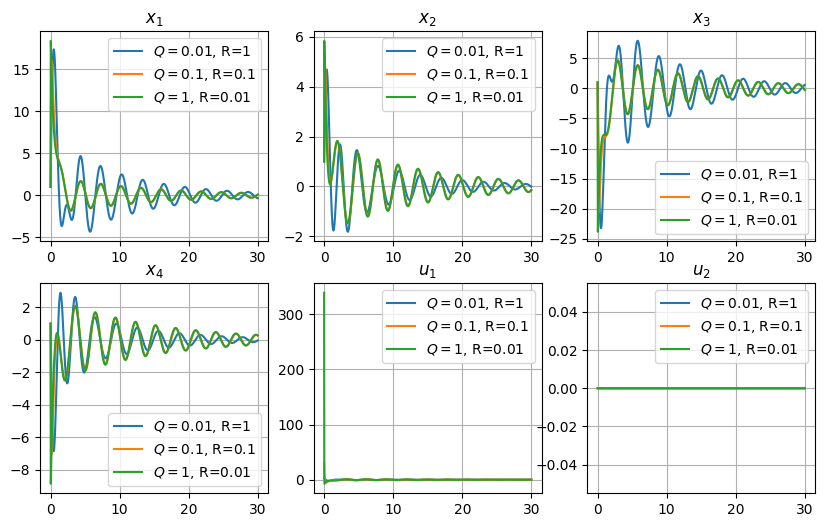 x₁
15
10
5
0
−5
0 10 20 30
Q = 0.01, R=1
Q = 0.1, R=0.1
Q = 1, R=0.01
x₂
6
4
2
0
−2
0 10 20 30
Q = 0.01, R=1
Q = 0.1, R=0.1
Q = 1, R=0.01
x₃
5
0
−5
−10
−15
−20
−25
0 10 20 30
Q = 0.01, R=1
Q = 0.1, R=0.1
Q = 1, R=0.01
x₄
2
0
−2
−4
−6
−8
0 10 20 30
Q = 0.01, R=1
Q = 0.1, R=0.1
Q = 1, R=0.01
u₁
300
200
100
0
0 10 20 30
Q = 0.01, R=1
Q = 0.1, R=0.1
Q = 1, R=0.01
u₂
0.04
0.02
0.00
−0.02
−0.04
0 10 20 30
Q = 0.01, R=1
Q = 0.1, R=0.1
Q = 1, R=0.01